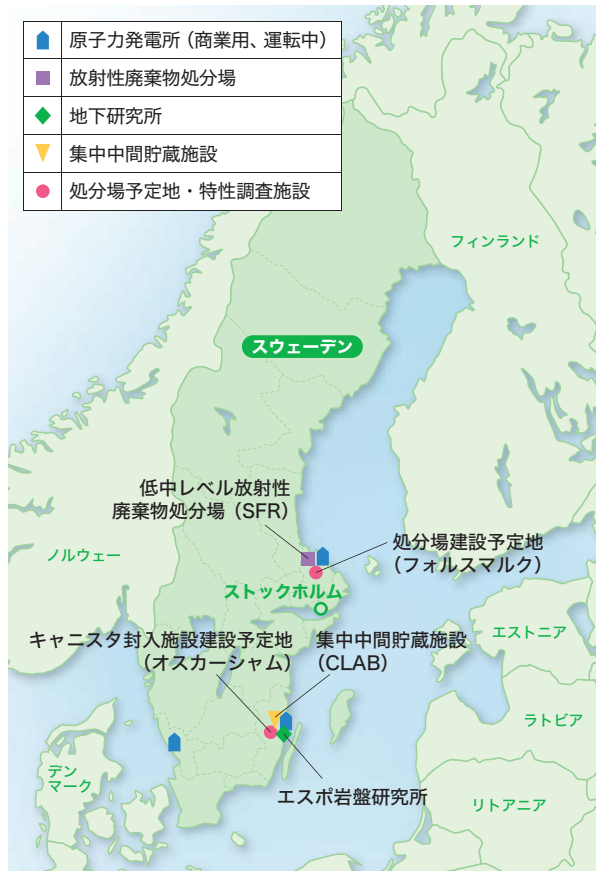 原子力発電所（商業用、運転中）
放射性廃棄物処分場
地下研究所
集中中間貯蔵施設
処分場予定地・特性調査施設
フィンランド
スウェーデン
低中レベル放射性
廃棄物処分場（SFR）
処分場建設予定地
（フォルスマルク）
ノルウェー
ストックホルム
キャニスタ封入施設建設予定地
（オスカーシャム）
集中中間貯蔵施設
（CLAB）
エストニア
ラトビア
デン
マーク
エスポ岩盤研究所
リトアニア